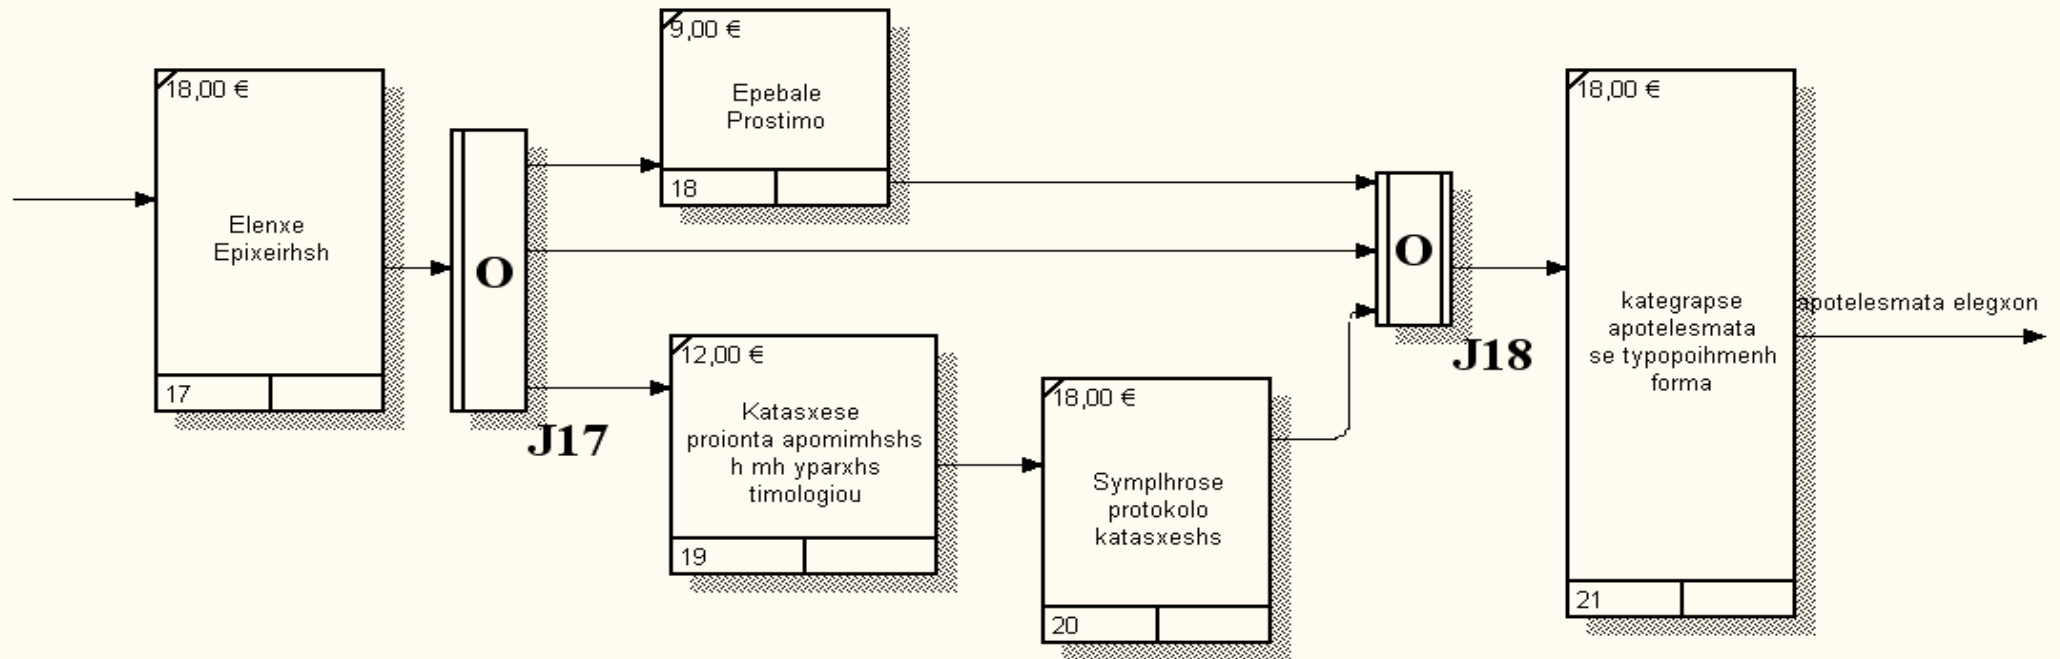 18,00 €
Elenxe
Epixeirhsh
17
O
J17
9,00 €
Epebale
Prostimo
18
12,00 €
Katasxese
proionta apomimhshs
h mh yparxhs
timologiou
19
18,00 €
Symplhrose
protokolo
katasxeshs
20
O
J18
18,00 €
kategrapse
apotelesmata
se typopoihmenh
forma
21
apotelesmata elegxon